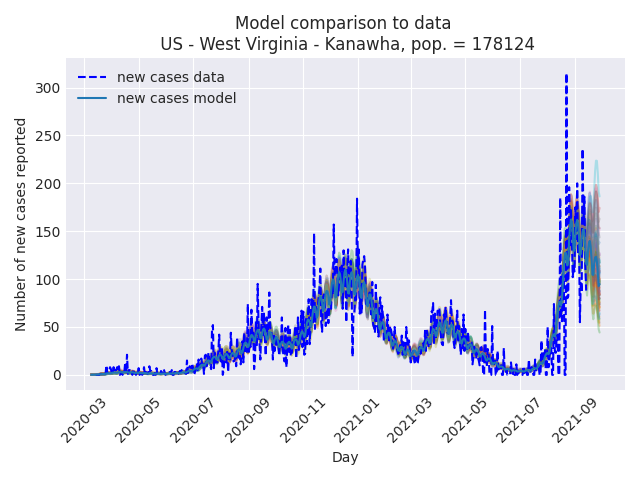 Model comparison to data
US - West Virginia - Kanawha, pop. = 178124
new cases data
new cases model
Number of new cases reported
300
250
200
150
100
50
0
2020-03
2020-05
2020-07
2020-09
2020-11
2021-01
2021-03
2021-05
2021-07
2021-09
Day